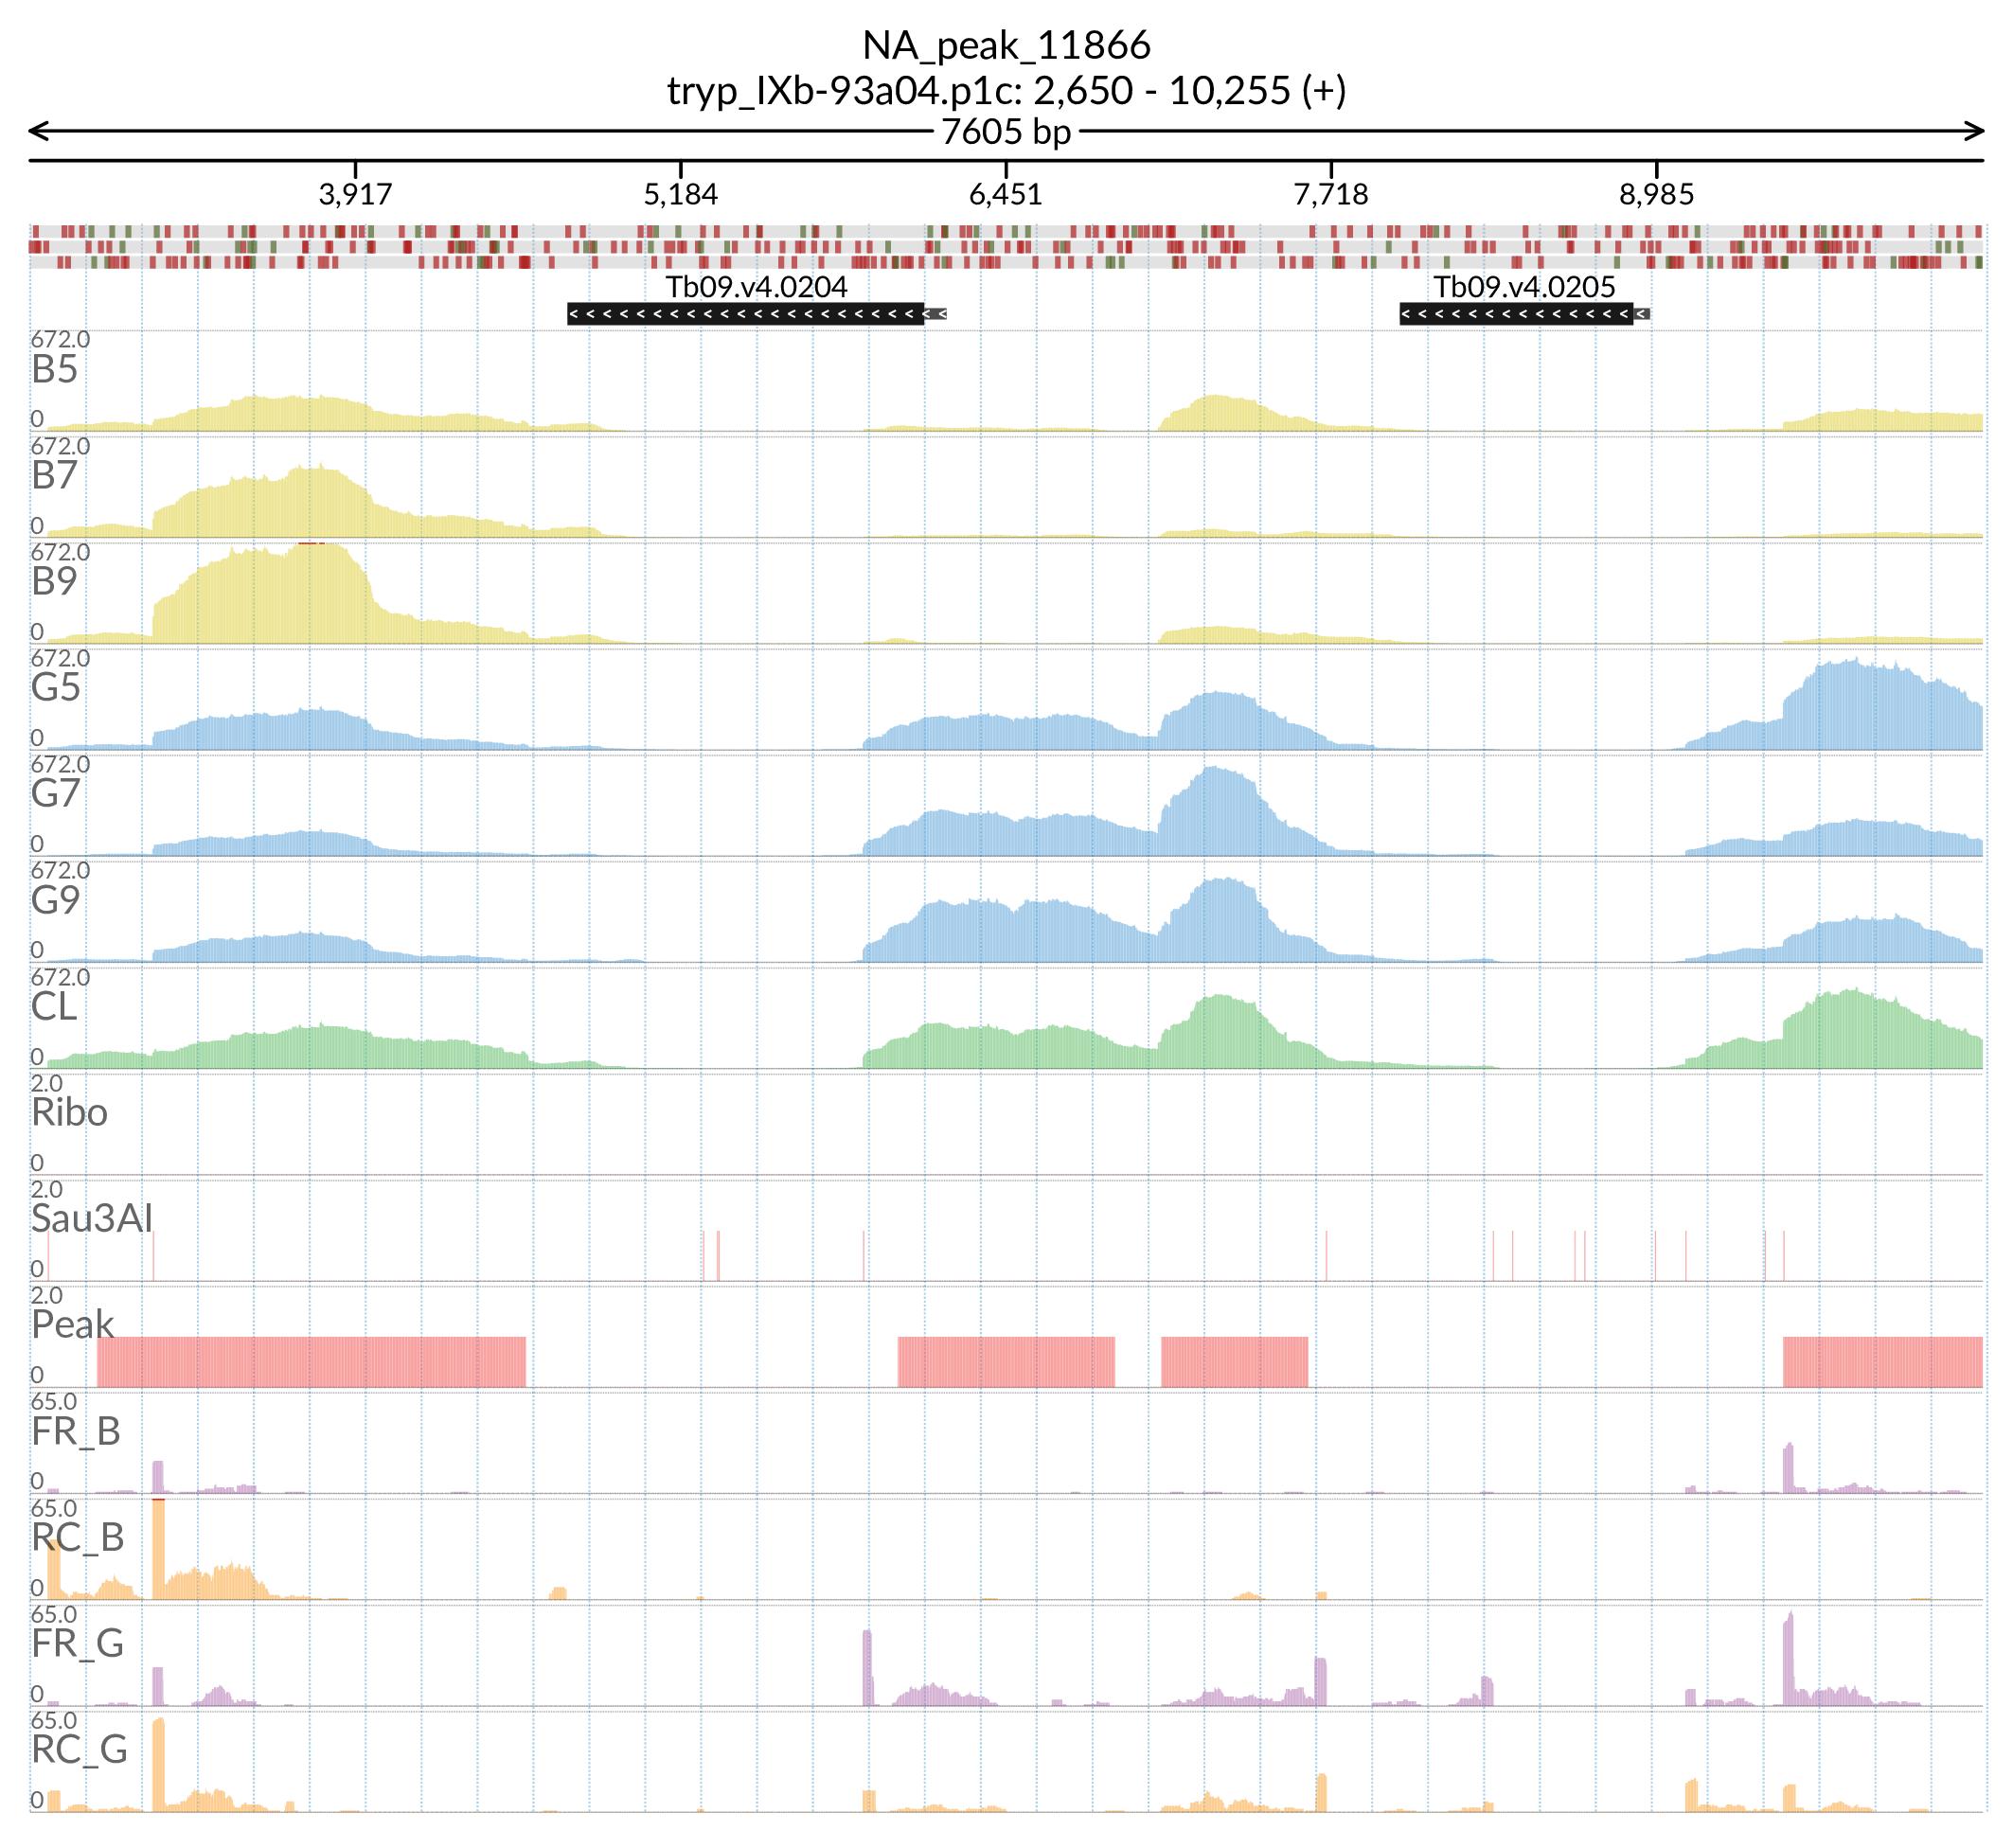 NA_peak_11866
tryp_IXb-93a04.p1c: 2,650 - 10,255 (+)
7605 bp
3,917 5,184 6,451 7,718 8,985
Tb09.v4.0204 Tb09.v4.0205
672.0
B5
0
672.0
B7
0
672.0
B9
0
672.0
G5
0
672.0
G7
0
672.0
G9
0
672.0
CL
0
2.0
Ribo
0
2.0
Sau3AI
0
2.0
Peak
0
65.0
FR_B
0
65.0
RC_B
0
65.0
FR_G
0
65.0
RC_G
0